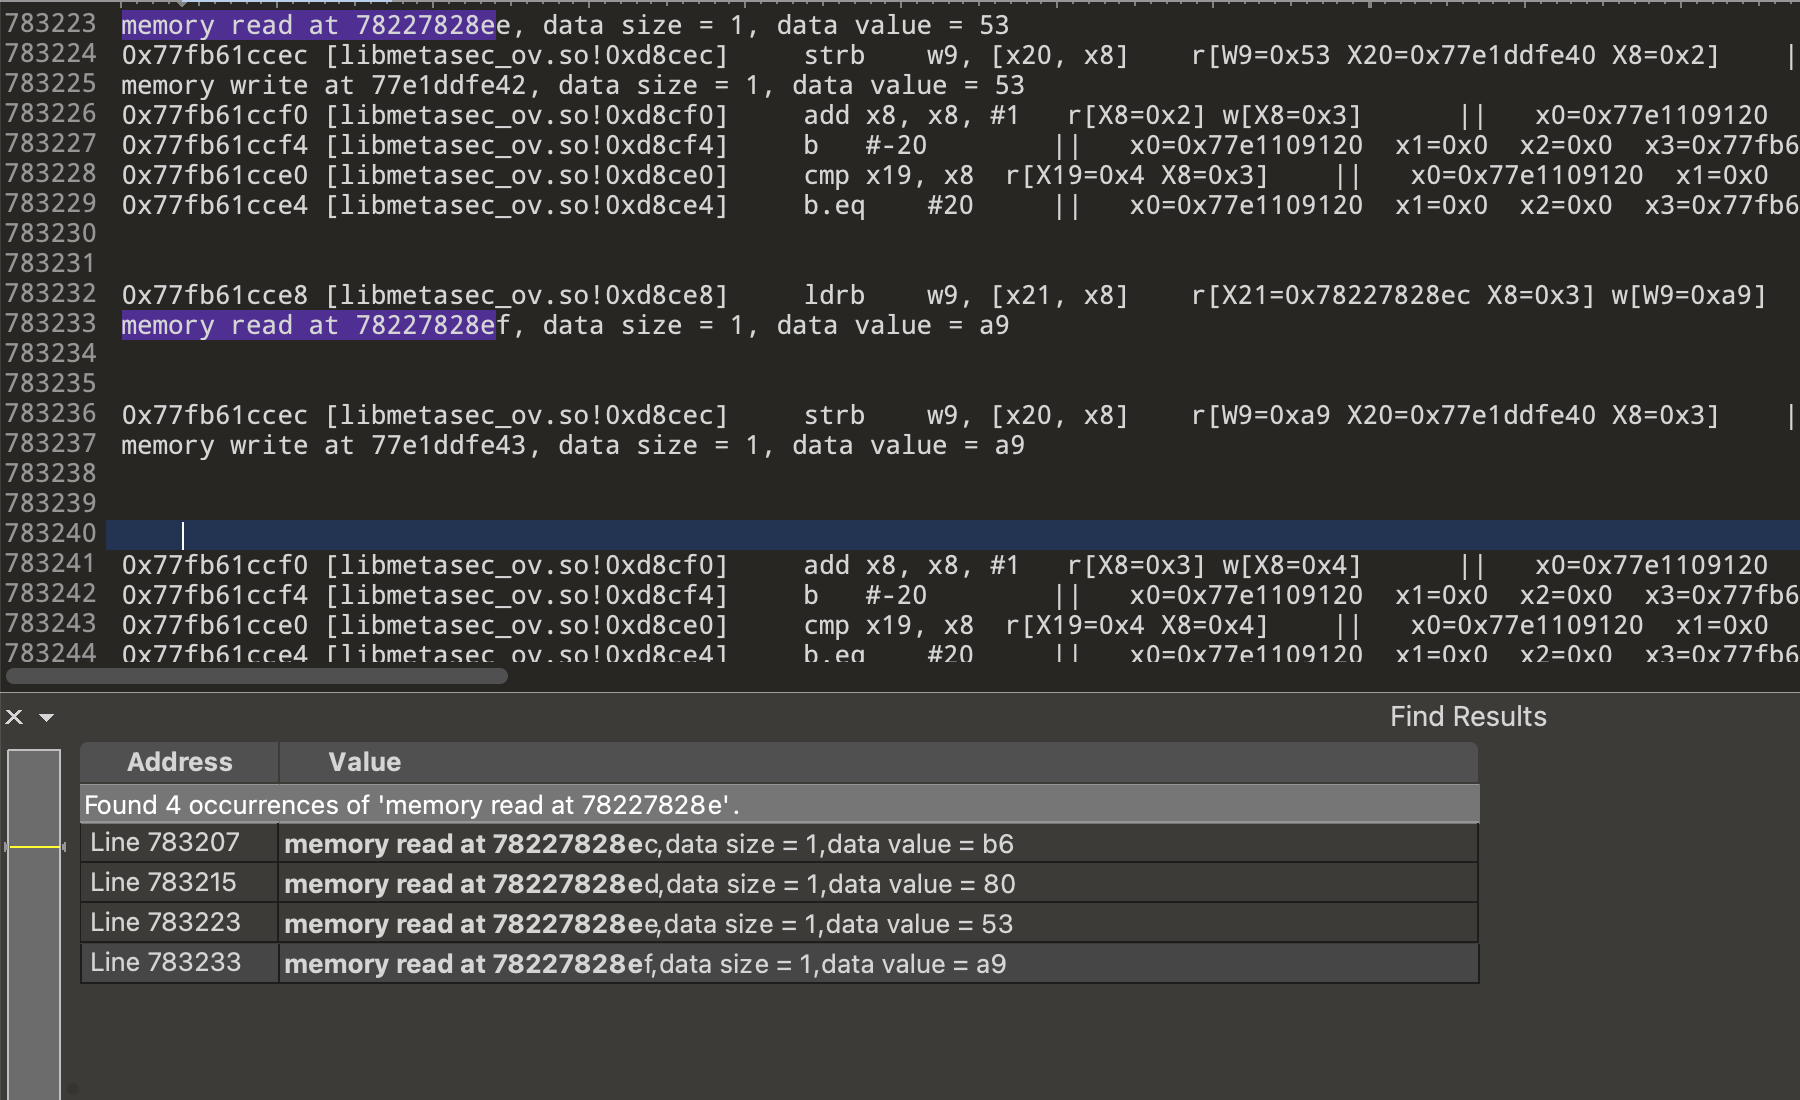 783223 memory read at 78227828ee, data size = 1, data value = 53
783224 0x77fb61ccec [libmetasec_ov.so!0xd8cec] strb w9, [x20, x8] r[W9=0x53 X20=0x77e1ddfe40 X8=0x2] |
783225 memory write at 77e1ddfe42, data size = 1, data value = 53
783226 0x77fb61ccf0 [libmetasec_ov.so!0xd8cf0] add x8, x8, #1 r[X8=0x2] w[X8=0x3] || x0=0x77e1109120
783227 0x77fb61ccf4 [libmetasec_ov.so!0xd8cf4] b #-20 || x0=0x77e1109120 x1=0x0 x2=0x0 x3=0x77fb6
783228 0x77fb61cce0 [libmetasec_ov.so!0xd8ce0] cmp x19, x8 r[X19=0x4 X8=0x3] || x0=0x77e1109120 x1=0x0
783229 0x77fb61cce4 [libmetasec_ov.so!0xd8ce4] b.eq #20 || x0=0x77e1109120 x1=0x0 x2=0x0 x3=0x77fb6
783230
783231
783232 0x77fb61cce8 [libmetasec_ov.so!0xd8ce8] ldrb w9, [x21, x8] r[X21=0x78227828ec X8=0x3] w[W9=0xa9]
783233 memory read at 78227828ef, data size = 1, data value = a9
783234
783235
783236 0x77fb61ccec [libmetasec_ov.so!0xd8cec] strb w9, [x20, x8] r[W9=0xa9 X20=0x77e1ddfe40 X8=0x3] |
783237 memory write at 77e1ddfe43, data size = 1, data value = a9
783238
783239
783240
783241 0x77fb61ccf0 [libmetasec_ov.so!0xd8cf0] add x8, x8, #1 r[X8=0x3] w[X8=0x4] || x0=0x77e1109120
783242 0x77fb61ccf4 [libmetasec_ov.so!0xd8cf4] b #-20 || x0=0x77e1109120 x1=0x0 x2=0x0 x3=0x77fb6
783243 0x77fb61cce0 [libmetasec_ov.so!0xd8ce0] cmp x19, x8 r[X19=0x4 X8=0x4] || x0=0x77e1109120 x1=0x0
783244 0x77fb61cce4 [libmetasec_ov.so!0xd8ce4] b.eq #20 || x0=0x77e1109120 x1=0x0 x2=0x0 x3=0x77fb6
Find Results
Address Value
Found 4 occurrences of 'memory read at 78227828e'.
Line 783207 memory read at 78227828ec,data size = 1,data value = b6
Line 783215 memory read at 78227828ed,data size = 1,data value = 80
Line 783223 memory read at 78227828ee,data size = 1,data value = 53
Line 783233 memory read at 78227828ef,data size = 1,data value = a9